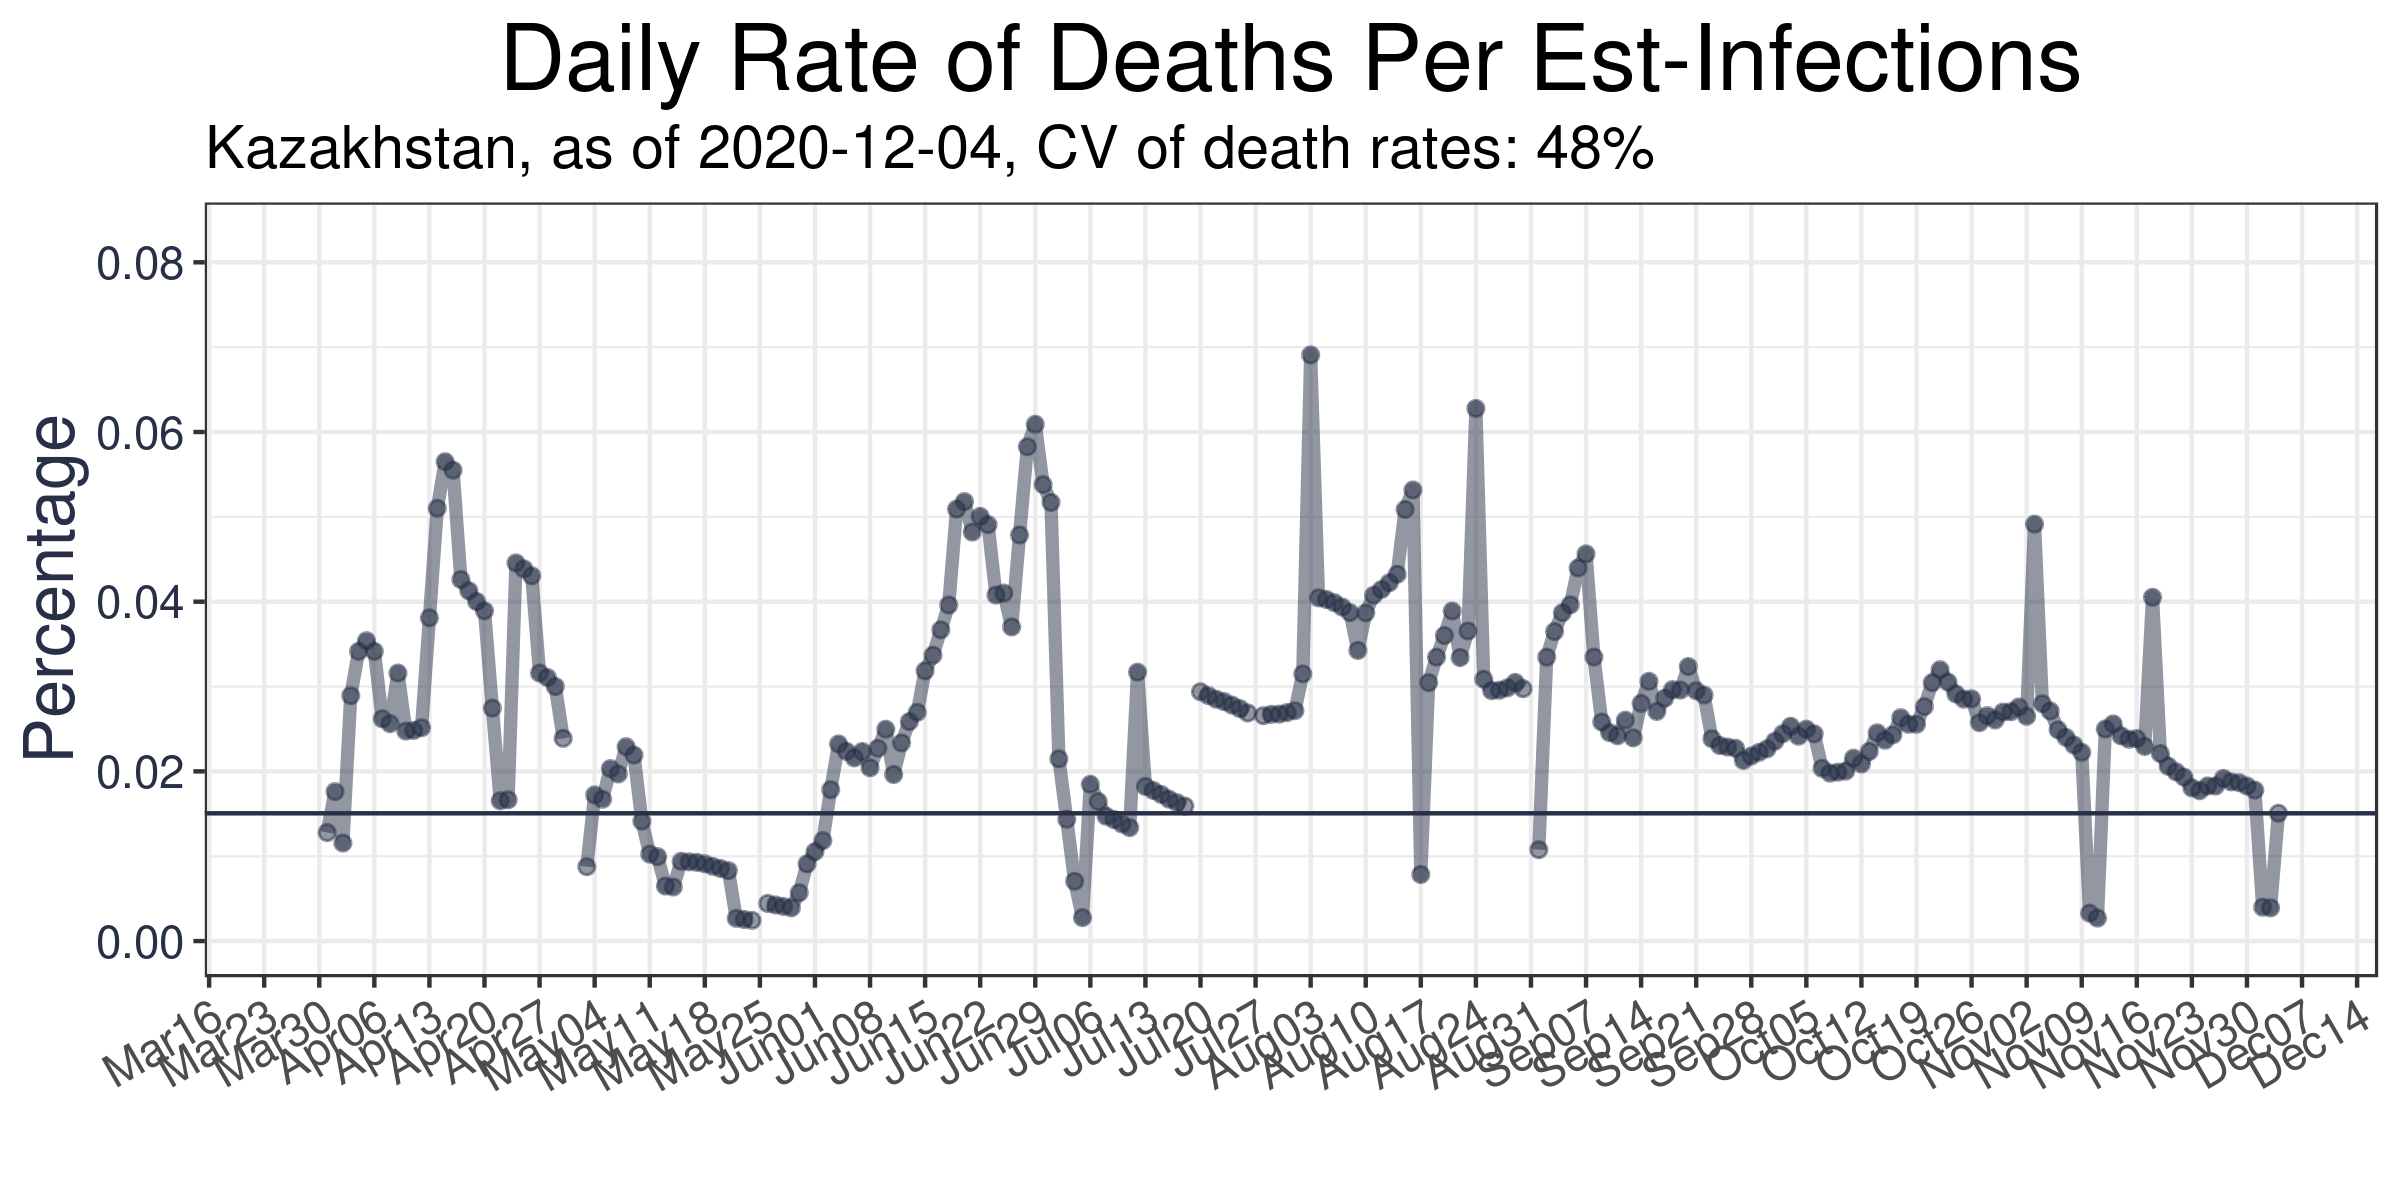 Daily Rate of Deaths Per Est-Infections
Kazakhstan, as of 2020-12-04, CV of death rates: 48%
Percentage
0.08
0.06
0.04
0.02
0.00
Mar16
Mar23
Mar30
Apr06
Apr13
Apr20
Apr27
May04
May11
May18
May25
Jun01
Jun08
Jun15
Jun22
Jun29
Jul06
Jul13
Jul20
Jul27
Aug03
Aug10
Aug17
Aug24
Aug31
Sep07
Sep14
Sep21
Sep28
Oct05
Oct12
Oct19
Oct26
Nov02
Nov09
Nov16
Nov23
Nov30
Dec07
Dec14